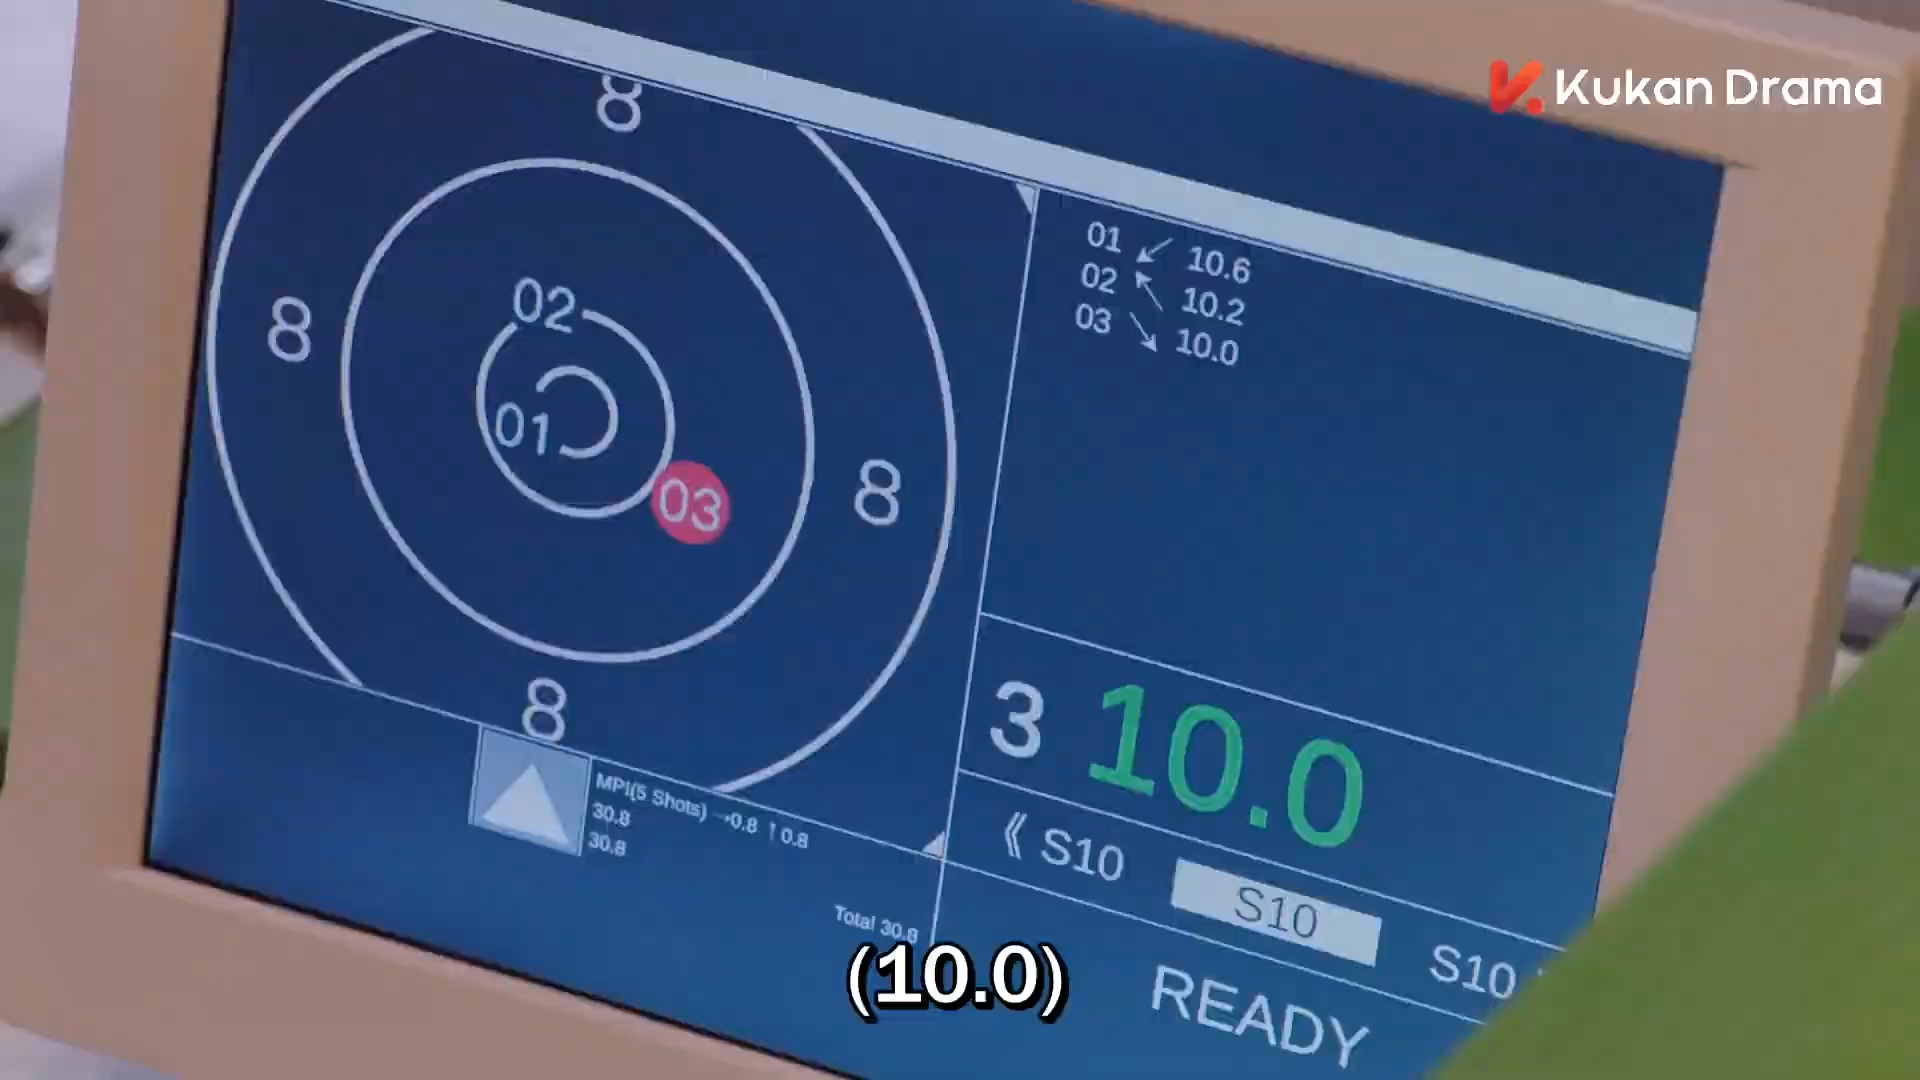 Kukan Drama
8
01 ↙ 10.6
02 ↖ 10.2
03 ↘ 10.0
02
8
01
03
8
8
3 10.0
MPI(5 Shots) →0.8 ↑0.8
30.8
30.8
《 S10
S10
S10
Total 30.8
(10.0)
READY